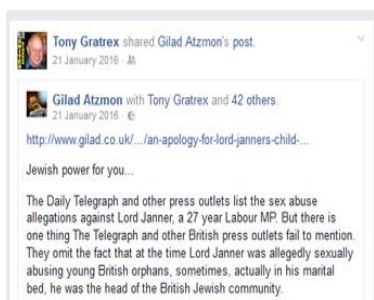 Tony Gratrex shared Gilad Atzmon's post.
21 January 2016 ·
Gilad Atzmon with Tony Gratrex and 42 others.
21 January 2016 ·
http://www.gilad.co.uk/.../an-apology-for-lord-janners-child-...
Jewish power for you...
The Daily Telegraph and other press outlets list the sex abuse
allegations against Lord Janner, a 27 year Labour MP. But there is
one thing The Telegraph and other British press outlets fail to mention.
They omit the fact that at the time Lord Janner was allegedly sexually
abusing young British orphans, sometimes, actually in his marital
bed, he was the head of the British Jewish community.